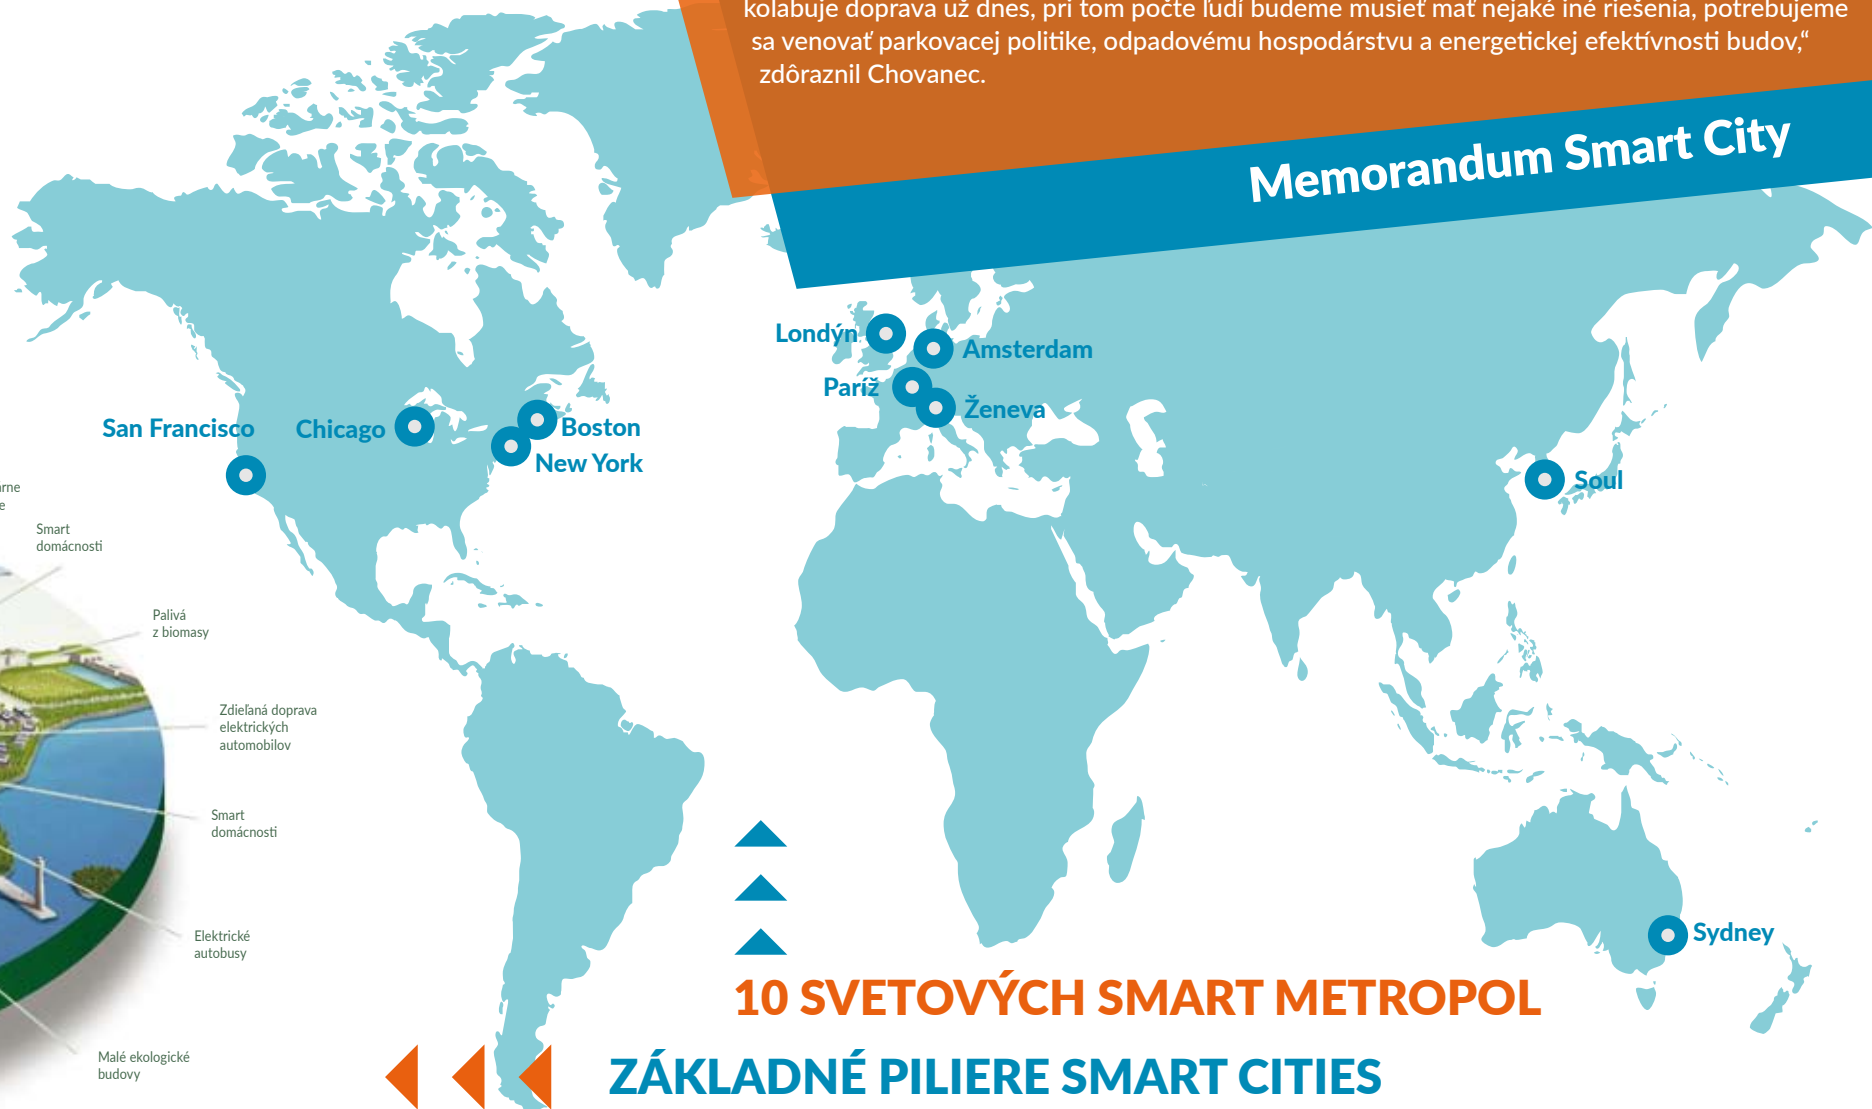 kolabuje doprava už dnes, pri tom počte ľudí budeme musieť mať nejaké iné riešenia, potrebujeme
sa venovať parkovacej politike, odpadovému hospodárstvu a energetickej efektívnosti budov,“
zdôraznil Chovanec.
Memorandum Smart City
Londýn
Amsterdam
Paríž
Ženeva
San Francisco
Chicago
Boston
New York
Soul
Sydney
Smart
domácnosti
Palivá
z biomasy
Zdieľaná doprava
elektrických
automobilov
Smart
domácnosti
Elektrické
autobusy
Malé ekologické
budovy
10 SVETOVÝCH SMART METROPOL
ZÁKLADNÉ PILIERE SMART CITIES